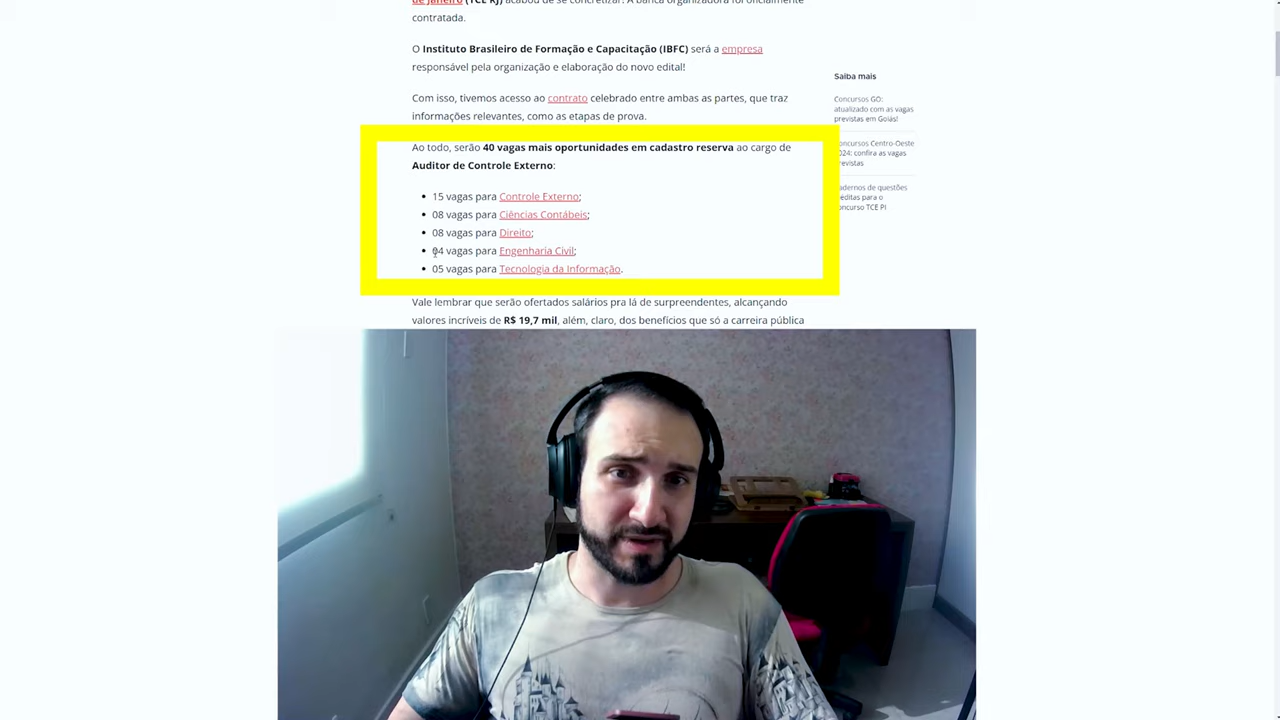 de Janeiro (TCE RJ) acabou de se concretizar! A banca organizadora foi oficialmente
contratada.
O Instituto Brasileiro de Formação e Capacitação (IBFC) será a empresa
responsável pela organização e elaboração do novo edital!
Com isso, tivemos acesso ao contrato celebrado entre ambas as partes, que traz
informações relevantes, como as etapas de prova.
Ao todo, serão 40 vagas mais oportunidades em cadastro reserva ao cargo de
Auditor de Controle Externo:
15 vagas para Controle Externo;
08 vagas para Ciências Contábeis;
08 vagas para Direito;
04 vagas para Engenharia Civil;
05 vagas para Tecnologia da Informação.
Vale lembrar que serão ofertados salários pra lá de surpreendentes, alcançando
valores incríveis de R$ 19,7 mil, além, claro, dos benefícios que só a carreira pública
Saiba mais
Concursos GO:
atualizado com as vagas
previstas em Goiás!
oncursos Centro-Oeste
2024: confira as vagas
revistas
adernos de questões
éditas para o
oncurso TCE PI